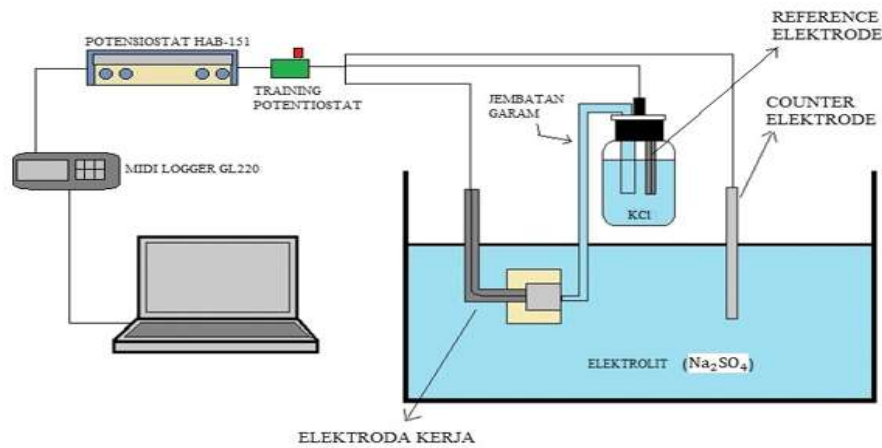 POTENSIOSTAT HAB-151
TRAINING
POTENTIOSTAT
REFERENCE
ELEKTRODE
JEMBATAN
GARAM
COUNTER
ELEKTRODE
MIDI LOGGER GL220
KCl
ELEKTROLIT (Na₂SO₄)
ELEKTRODA KERJA